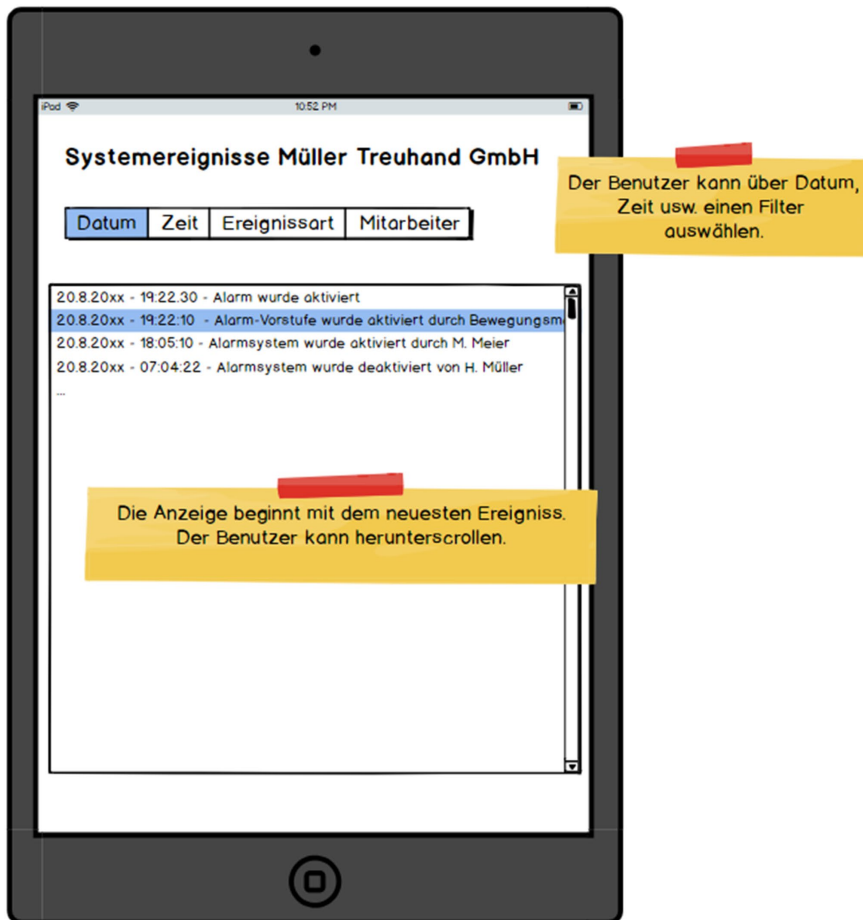 iPod
10:52 PM
Systemereignisse Müller Treuhand GmbH
Datum Zeit Ereignissart Mitarbeiter
Der Benutzer kann über Datum,
Zeit usw. einen Filter
auswählen.
20.8.20xx - 19:22.30 - Alarm wurde aktiviert
20.8.20xx - 19:22:10 - Alarm-Vorstufe wurde aktiviert durch
20.8.20xx - 18:05:10 - Alarmsystem wurde aktiviert durch M. Meier
20.8.20xx - 07:04:22 - Alarmsystem wurde deaktiviert von H. Müller
...
Die Anzeige beginnt mit dem neuesten Ereigniss.
Der Benutzer kann herunterscrollen.